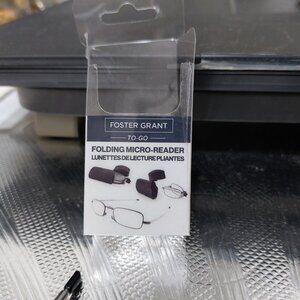 FOSTER GRANT
TO-GO
FOLDING MICRO-READER
LUNETTES DE LECTURE PLIANTES